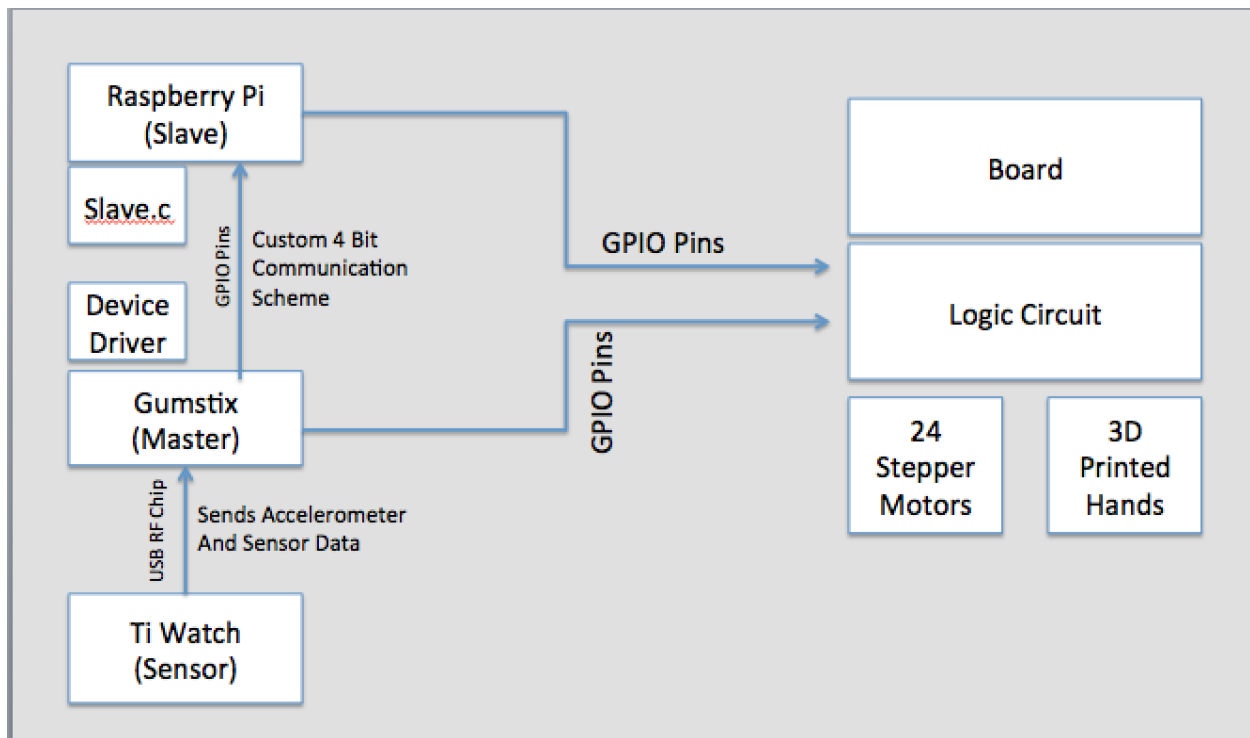 Raspberry Pi
(Slave)
Slave.c
GPIO Pins
Custom 4 Bit
Communication
Scheme
Device
Driver
Gumstix
(Master)
USB RF Chip
Sends Accelerometer
And Sensor Data
Ti Watch
(Sensor)
GPIO Pins
GPIO Pins
Board
Logic Circuit
24
Stepper
Motors
3D
Printed
Hands